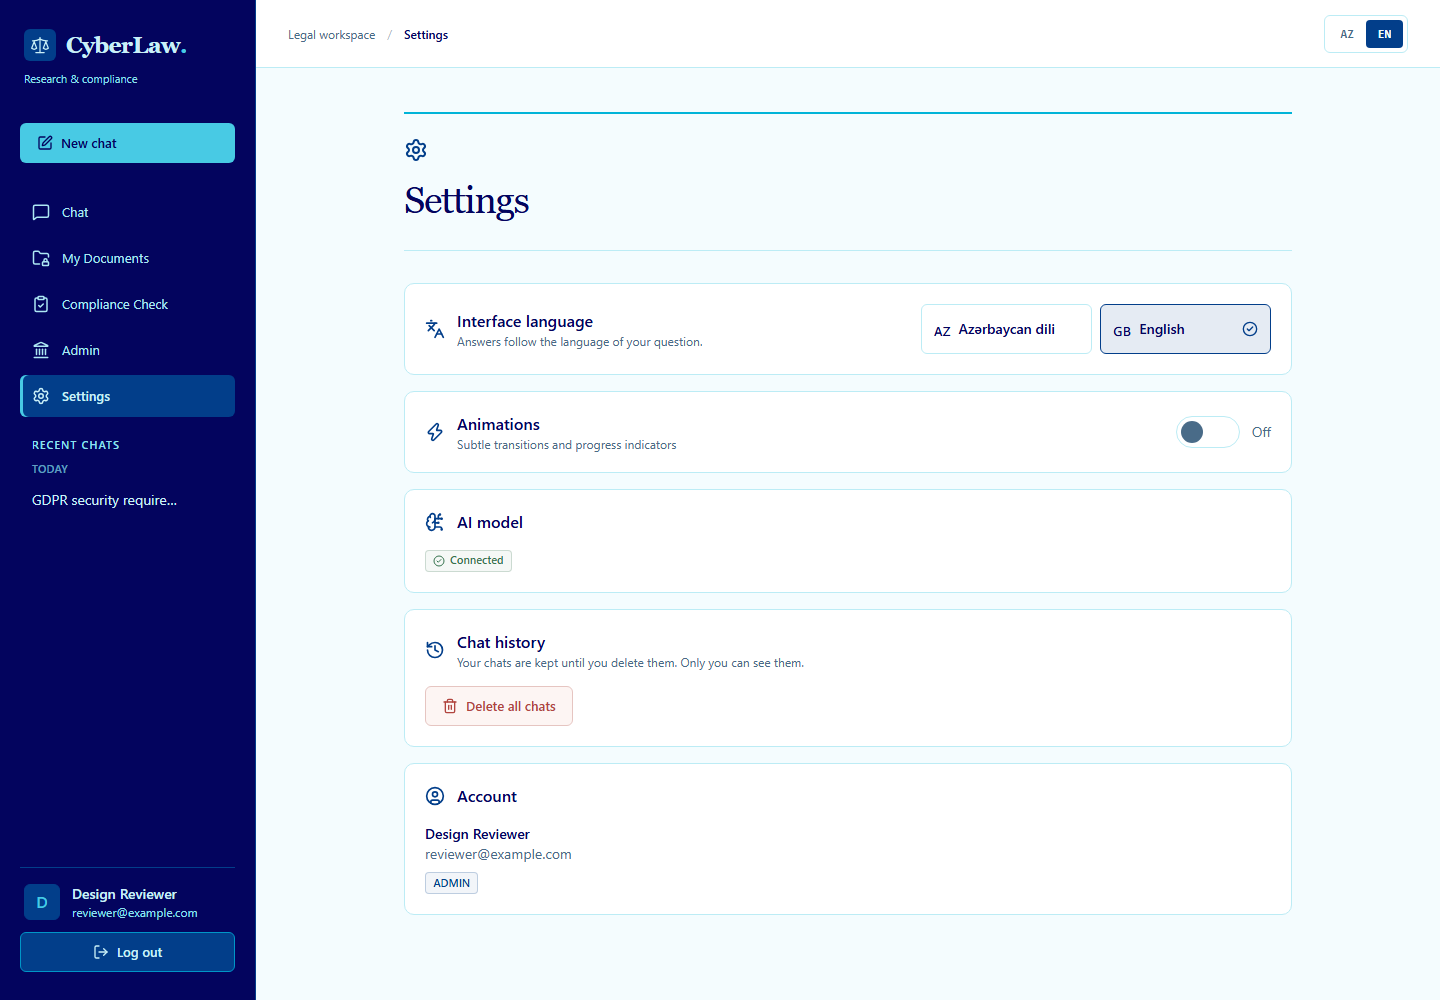 CyberLaw.
Research & compliance
New chat
Chat
My Documents
Compliance Check
Admin
Settings
RECENT CHATS
TODAY
GDPR security require...
Design Reviewer
D
reviewer@example.com
Log out
Legal workspace / Settings
AZ EN
Settings
Interface language
Answers follow the language of your question.
AZ Azərbaycan dili
GB English
Animations
Subtle transitions and progress indicators
Off
AI model
Connected
Chat history
Your chats are kept until you delete them. Only you can see them.
Delete all chats
Account
Design Reviewer
reviewer@example.com
ADMIN